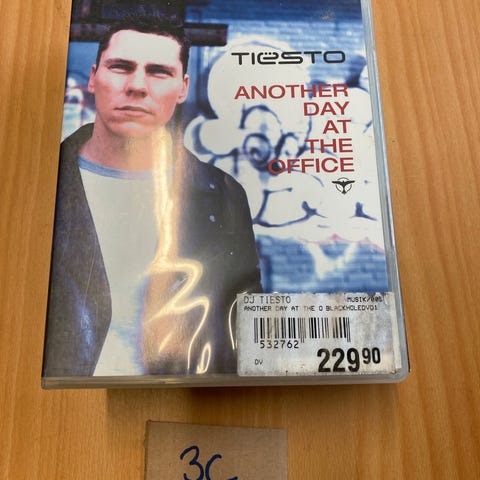 TIËSTO
ANOTHER
DAY
AT
THE
OFFICE
DJ TIESTO MUSIK/005
ANOTHER DAY AT THE O BLACKHOLEDVD1
532762
DV 229 90
3C